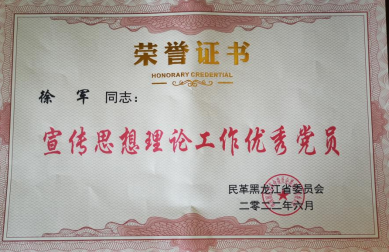 荣誉证书
HONORARY CREDENTIAL
徐 军 同志：
宣传思想理论工作优秀党员
民革黑龙江省委员会
二〇二二年六月